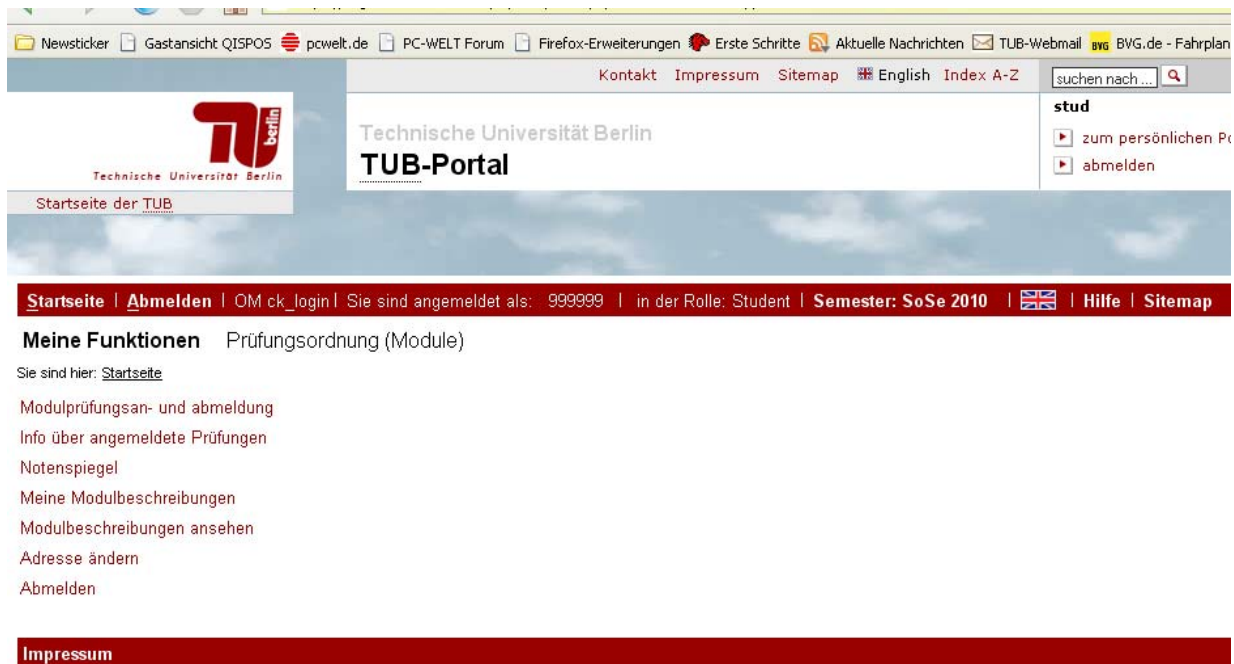 Newsticker Gastansicht QISPOS pcwelt.de PC-WELT Forum Firefox-Erweiterungen Erste Schritte Aktuelle Nachrichten TUB-Webmail BVG BVG.de - Fahrplan
Kontakt Impressum Sitemap English Index A-Z suchen nach ...
berlin
Technische Universität Berlin
Technische Universität Berlin
TUB-Portal
stud
zum persönlichen
abmelden
Startseite der TUB
Startseite | Abmelden | OM ck_login | Sie sind angemeldet als: 999999 | in der Rolle: Student | Semester: SoSe 2010 | | Hilfe | Sitemap
Meine Funktionen Prüfungsordnung (Module)
Sie sind hier: Startseite
Modulprüfungsan- und abmeldung
Info über angemeldete Prüfungen
Notenspiegel
Meine Modulbeschreibungen
Modulbeschreibungen ansehen
Adresse ändern
Abmelden
Impressum